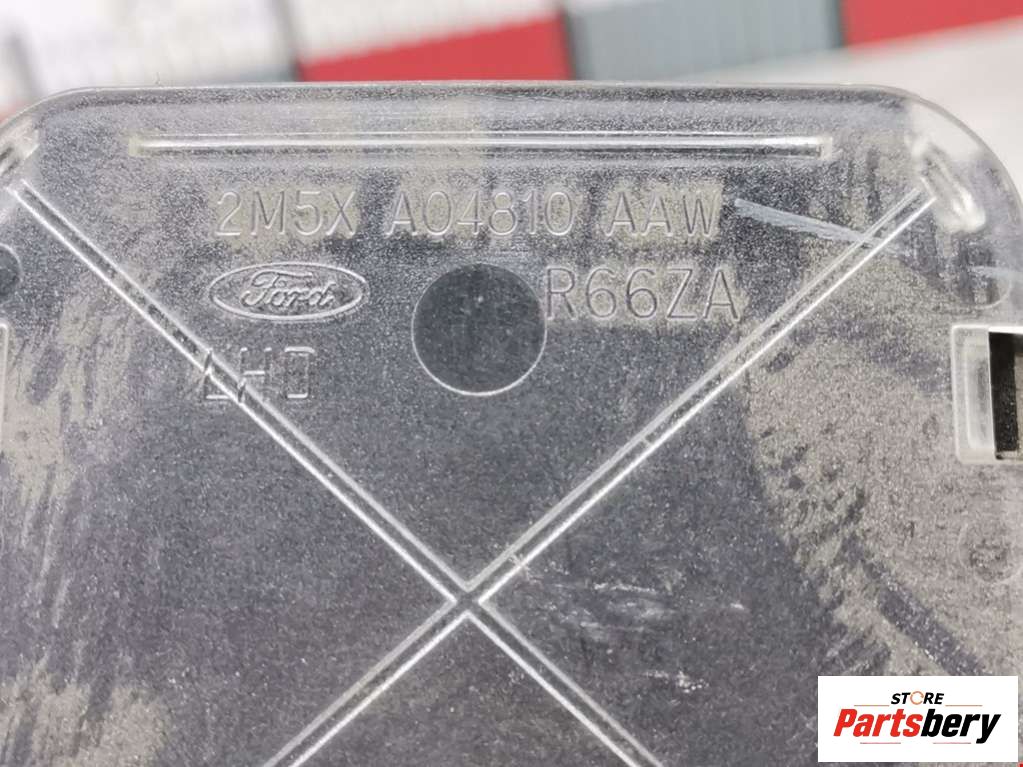 2M5X A04810 AAW
Ford R66ZA
LHD
STORE
Partsbery